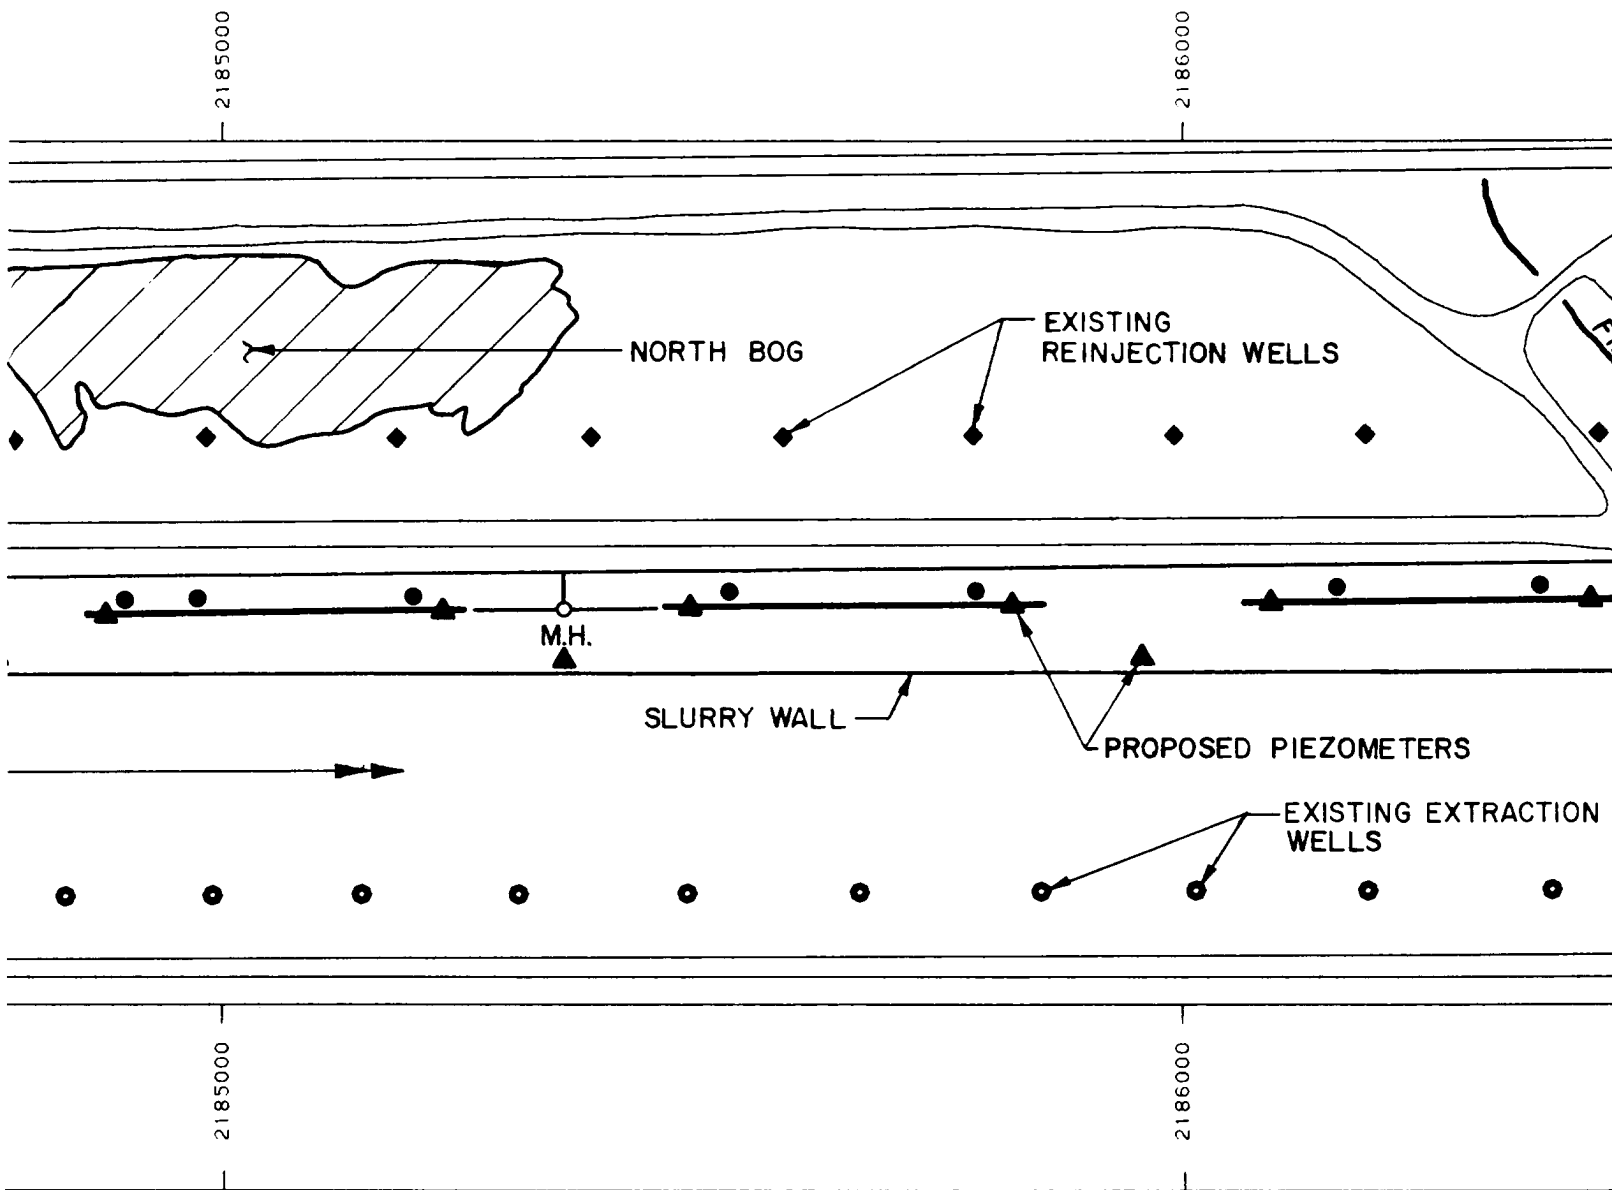 2185000
2186000
EXISTING
REINJECTION WELLS
NORTH BOG
M.H.
SLURRY WALL
PROPOSED PIEZOMETERS
EXISTING EXTRACTION
WELLS
2185000
2186000